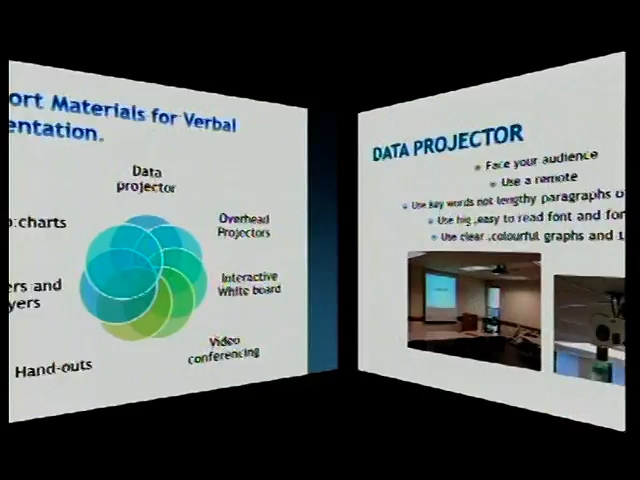 ort Materials for Verbal
entation.
Data
projector
Overhead
Projectors
Interactive
White board
Video
conferencing
Hand-outs
ers and
yers
p charts
DATA PROJECTOR
Face your audience
Use a remote
Use key words not lengthy paragraphs o
Use big ,easy to read font and fon
Use clear ,colourful graphs and